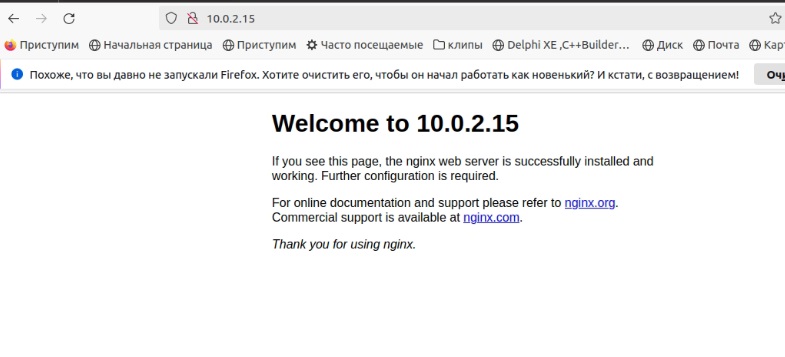 10.0.2.15
Приступим Начальная страница Приступим Часто посещаемые клипы Delphi XE ,C++Builder... Диск Почта
Похоже, что вы давно не запускали Firefox. Хотите очистить его, чтобы он начал работать как новенький? И кстати, с возвращением!
Welcome to 10.0.2.15
If you see this page, the nginx web server is successfully installed and
working. Further configuration is required.
For online documentation and support please refer to nginx.org.
Commercial support is available at nginx.com.
Thank you for using nginx.